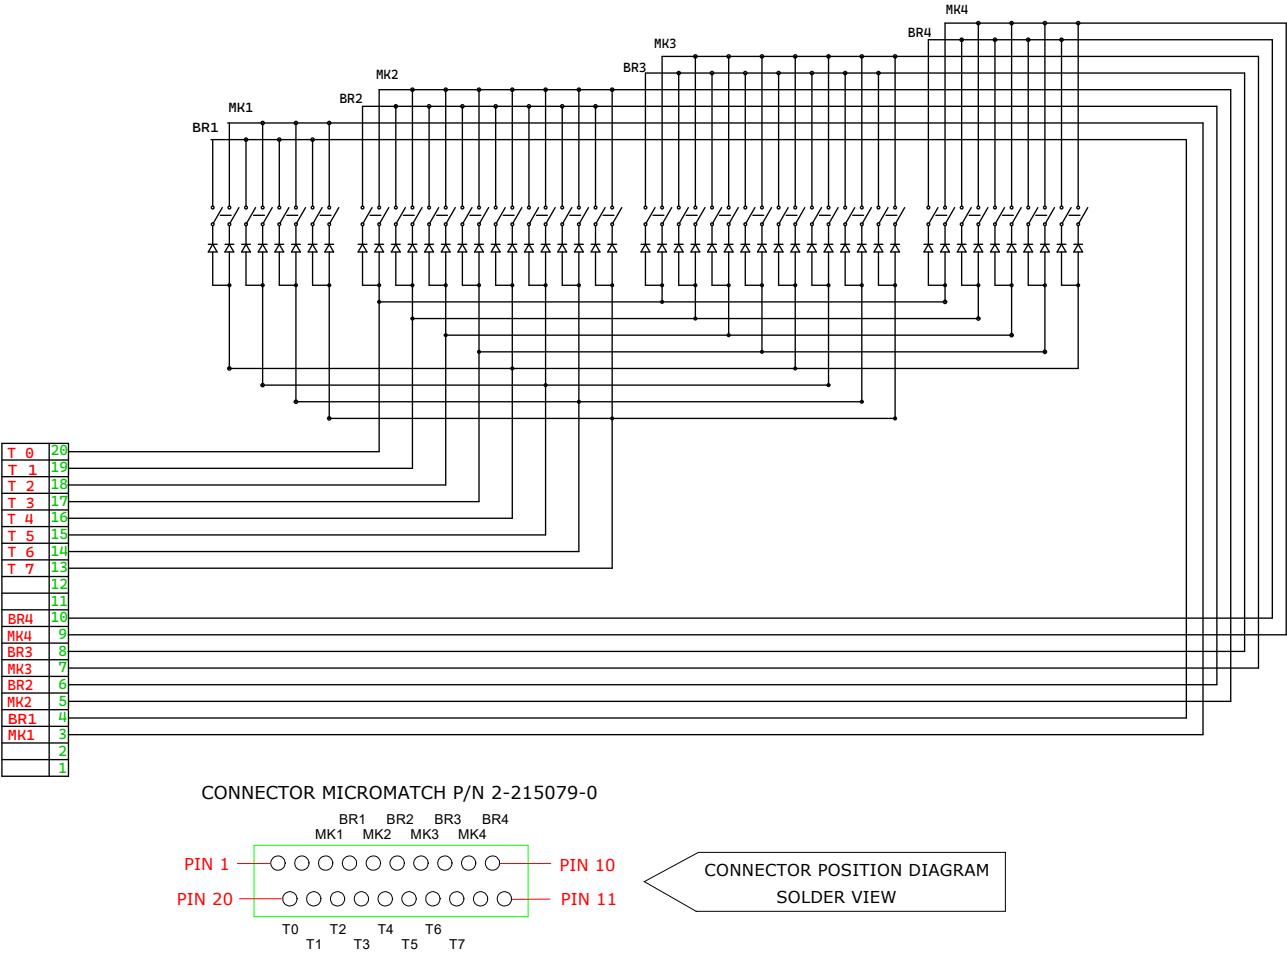 MK4
BR4
MK3
BR3
MK2
BR2
MK1
BR1
T 0 20
T 1 19
T 2 18
T 3 17
T 4 16
T 5 15
T 6 14
T 7 13
12
11
BR4 10
MK4 9
BR3 8
MK3 7
BR2 6
MK2 5
BR1 4
MK1 3
2
1
CONNECTOR MICROMATCH P/N 2-215079-0
BR1 BR2 BR3 BR4
MK1 MK2 MK3 MK4
PIN 1
PIN 10
PIN 20
PIN 11
T0 T2 T4 T6
T1 T3 T5 T7
CONNECTOR POSITION DIAGRAM
SOLDER VIEW